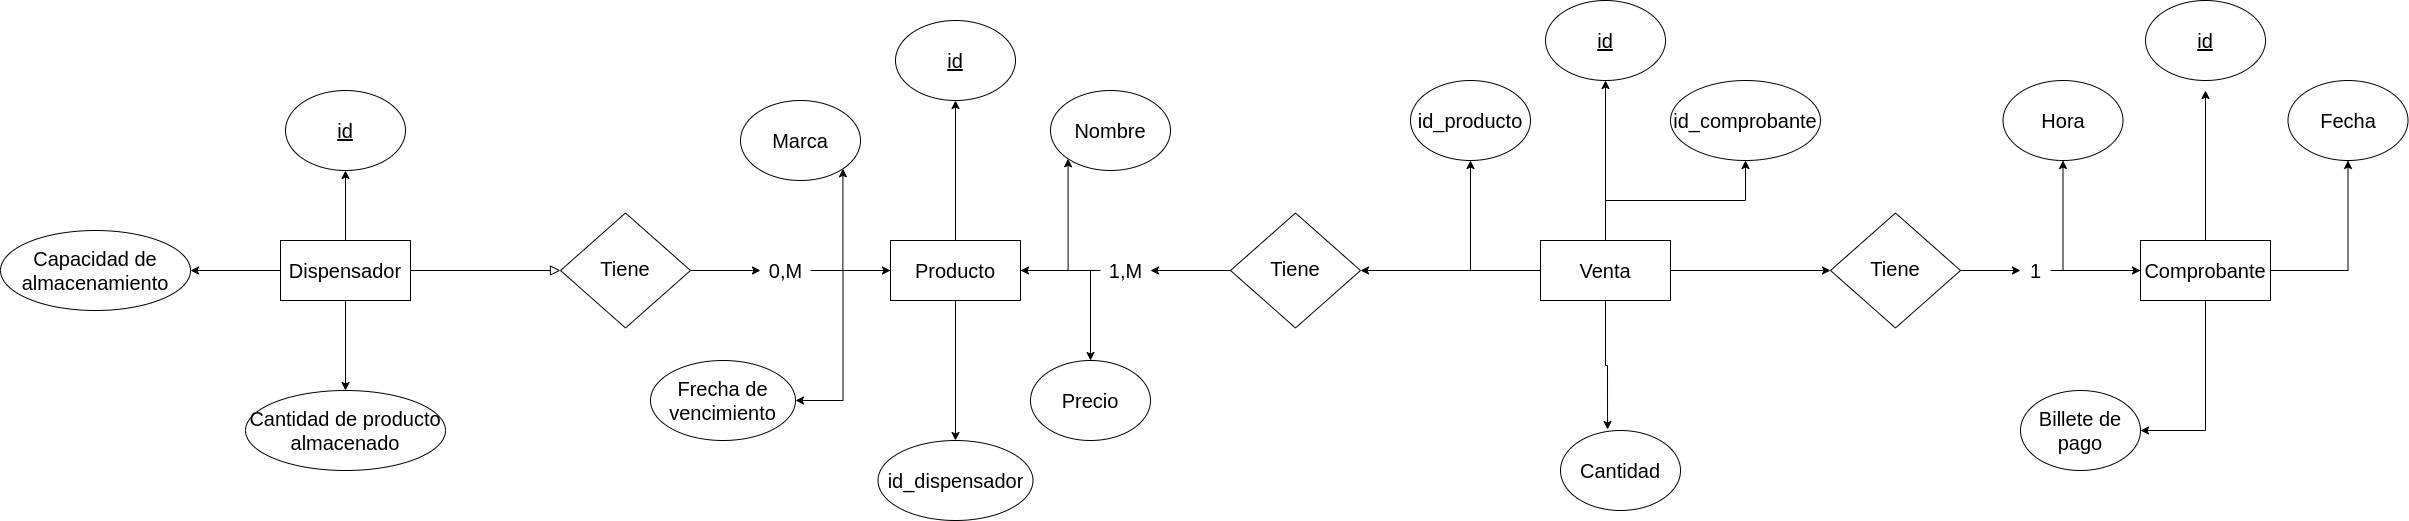 id
id
id
Marca
Nombre
id_producto
id_comprobante
Hora
Fecha
Capacidad de
almacenamiento
Dispensador
Tiene
0,M
Producto
1,M
Tiene
Venta
Tiene
1
Comprobante
id
Cantidad de producto
almacenado
Frecha de
vencimiento
Precio
id_dispensador
Cantidad
Billete de
pago